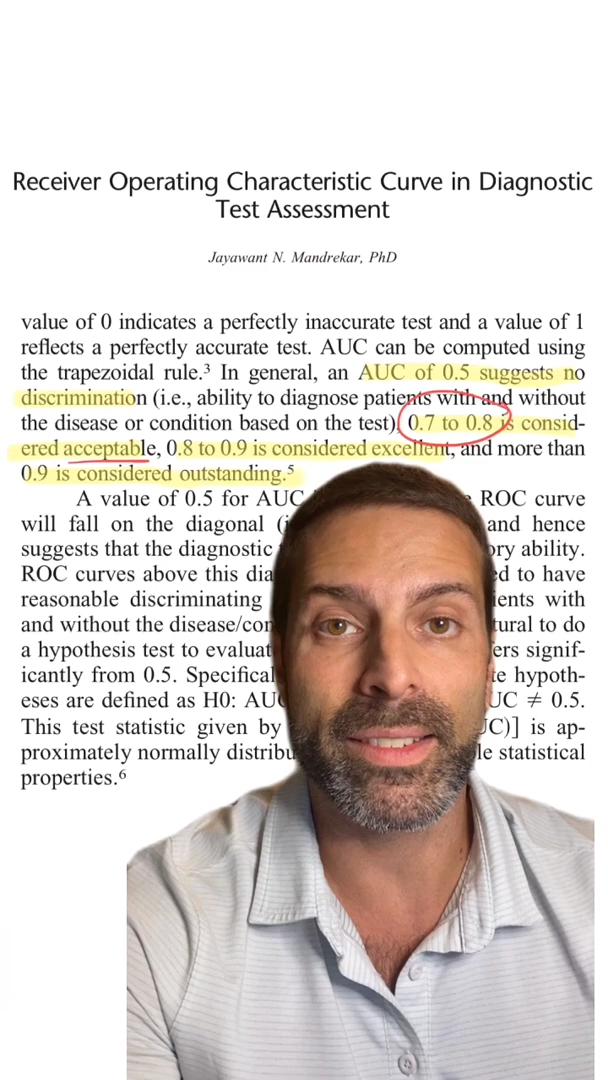 Receiver Operating Characteristic Curve in Diagnostic
Test Assessment
Jayawant N. Mandrekar, PhD
value of 0 indicates a perfectly inaccurate test and a value of 1
reflects a perfectly accurate test. AUC can be computed using
the trapezoidal rule.³ In general, an AUC of 0.5 suggests no
discrimination (i.e., ability to diagnose patients with and without
the disease or condition based on the test), 0.7 to 0.8 is consid-
ered acceptable, 0.8 to 0.9 is considered excellent, and more than
0.9 is considered outstanding.⁵
A value of 0.5 for AUC ROC curve
will fall on the diagonal ( and hence
suggests that the diagnostic ory ability.
ROC curves above this dia ed to have
reasonable discriminating ients with
and without the disease/con tural to do
a hypothesis test to evaluat ers signif-
icantly from 0.5. Specifical te hypoth-
eses are defined as H0: AU UC ≠ 0.5.
This test statistic given by UC)] is ap-
proximately normally distribu le statistical
properties.⁶